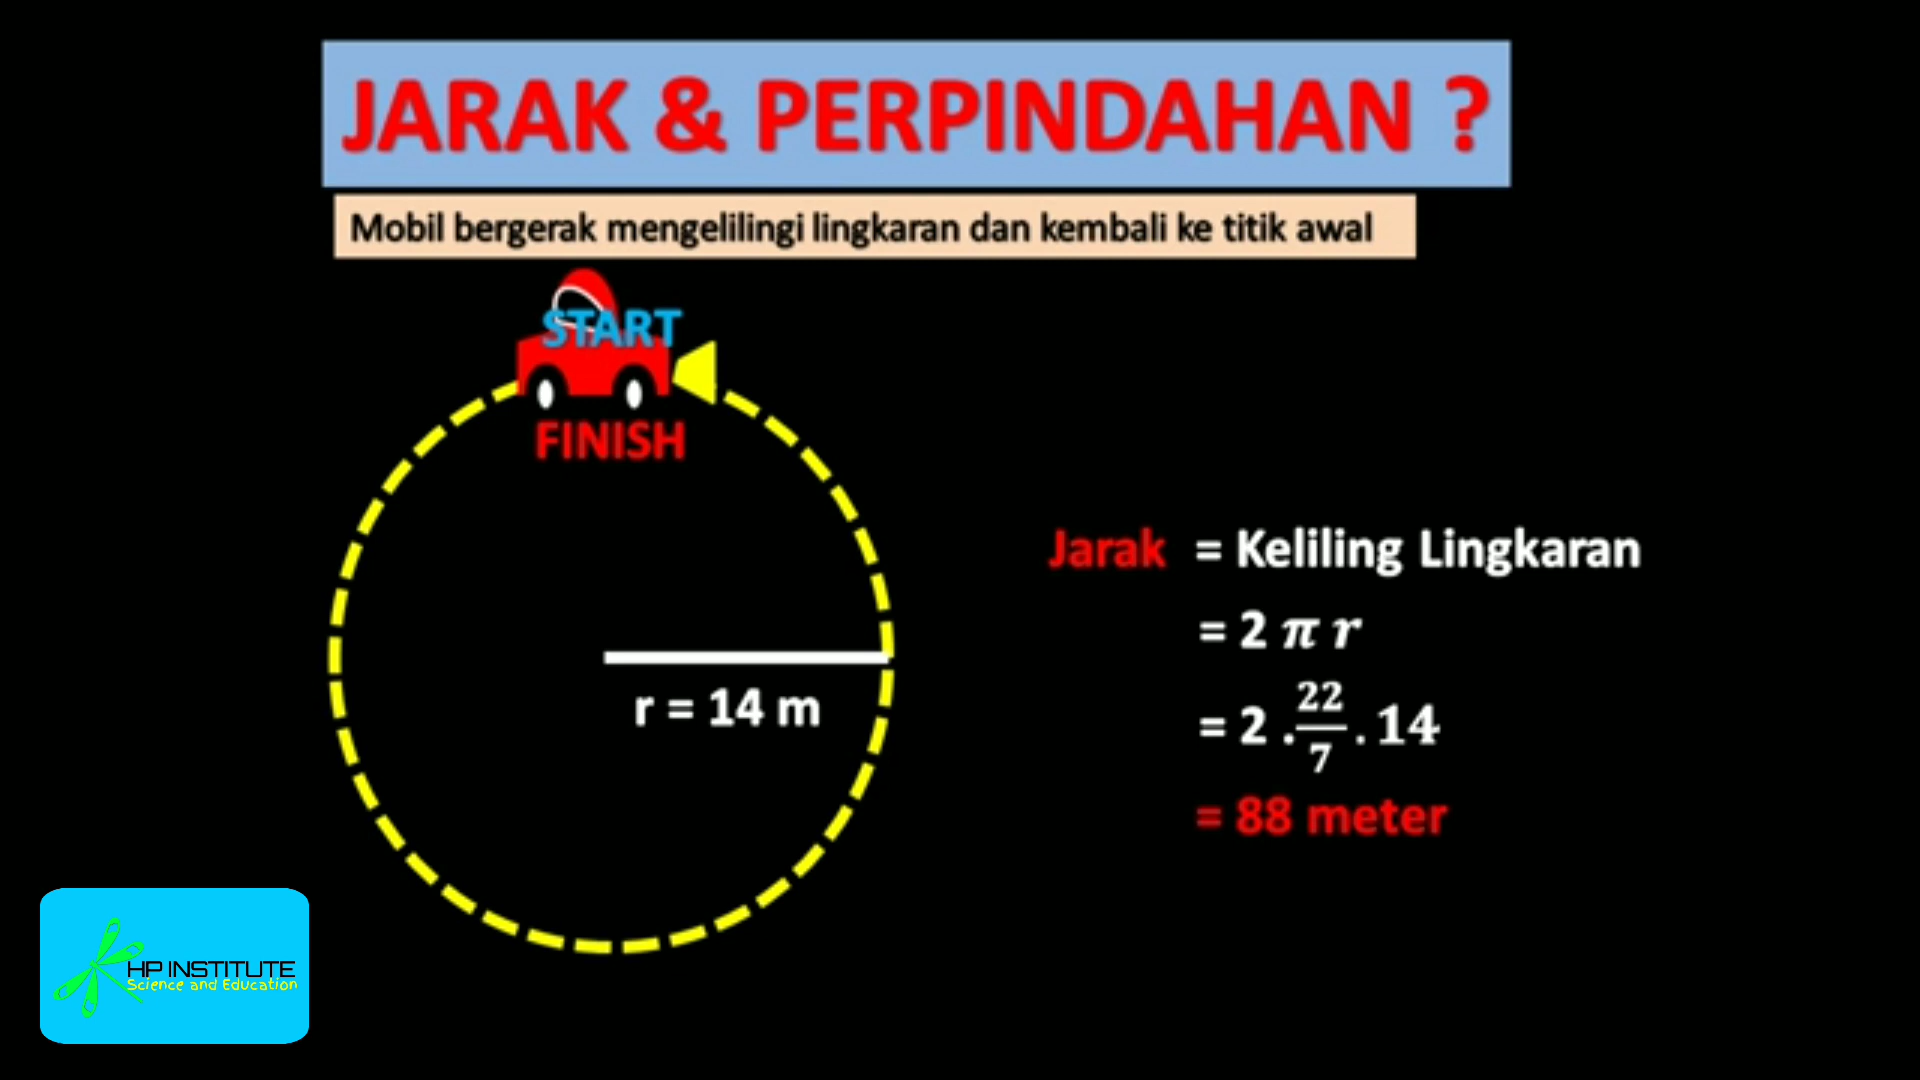 JARAK & PERPINDAHAN ?
Mobil bergerak mengelilingi lingkaran dan kembali ke titik awal
START
FINISH
r = 14 m
Jarak = Keliling Lingkaran
= 2 π r
= 2 . 22/7 . 14
= 88 meter
HP INSTITUTE
Science and Education